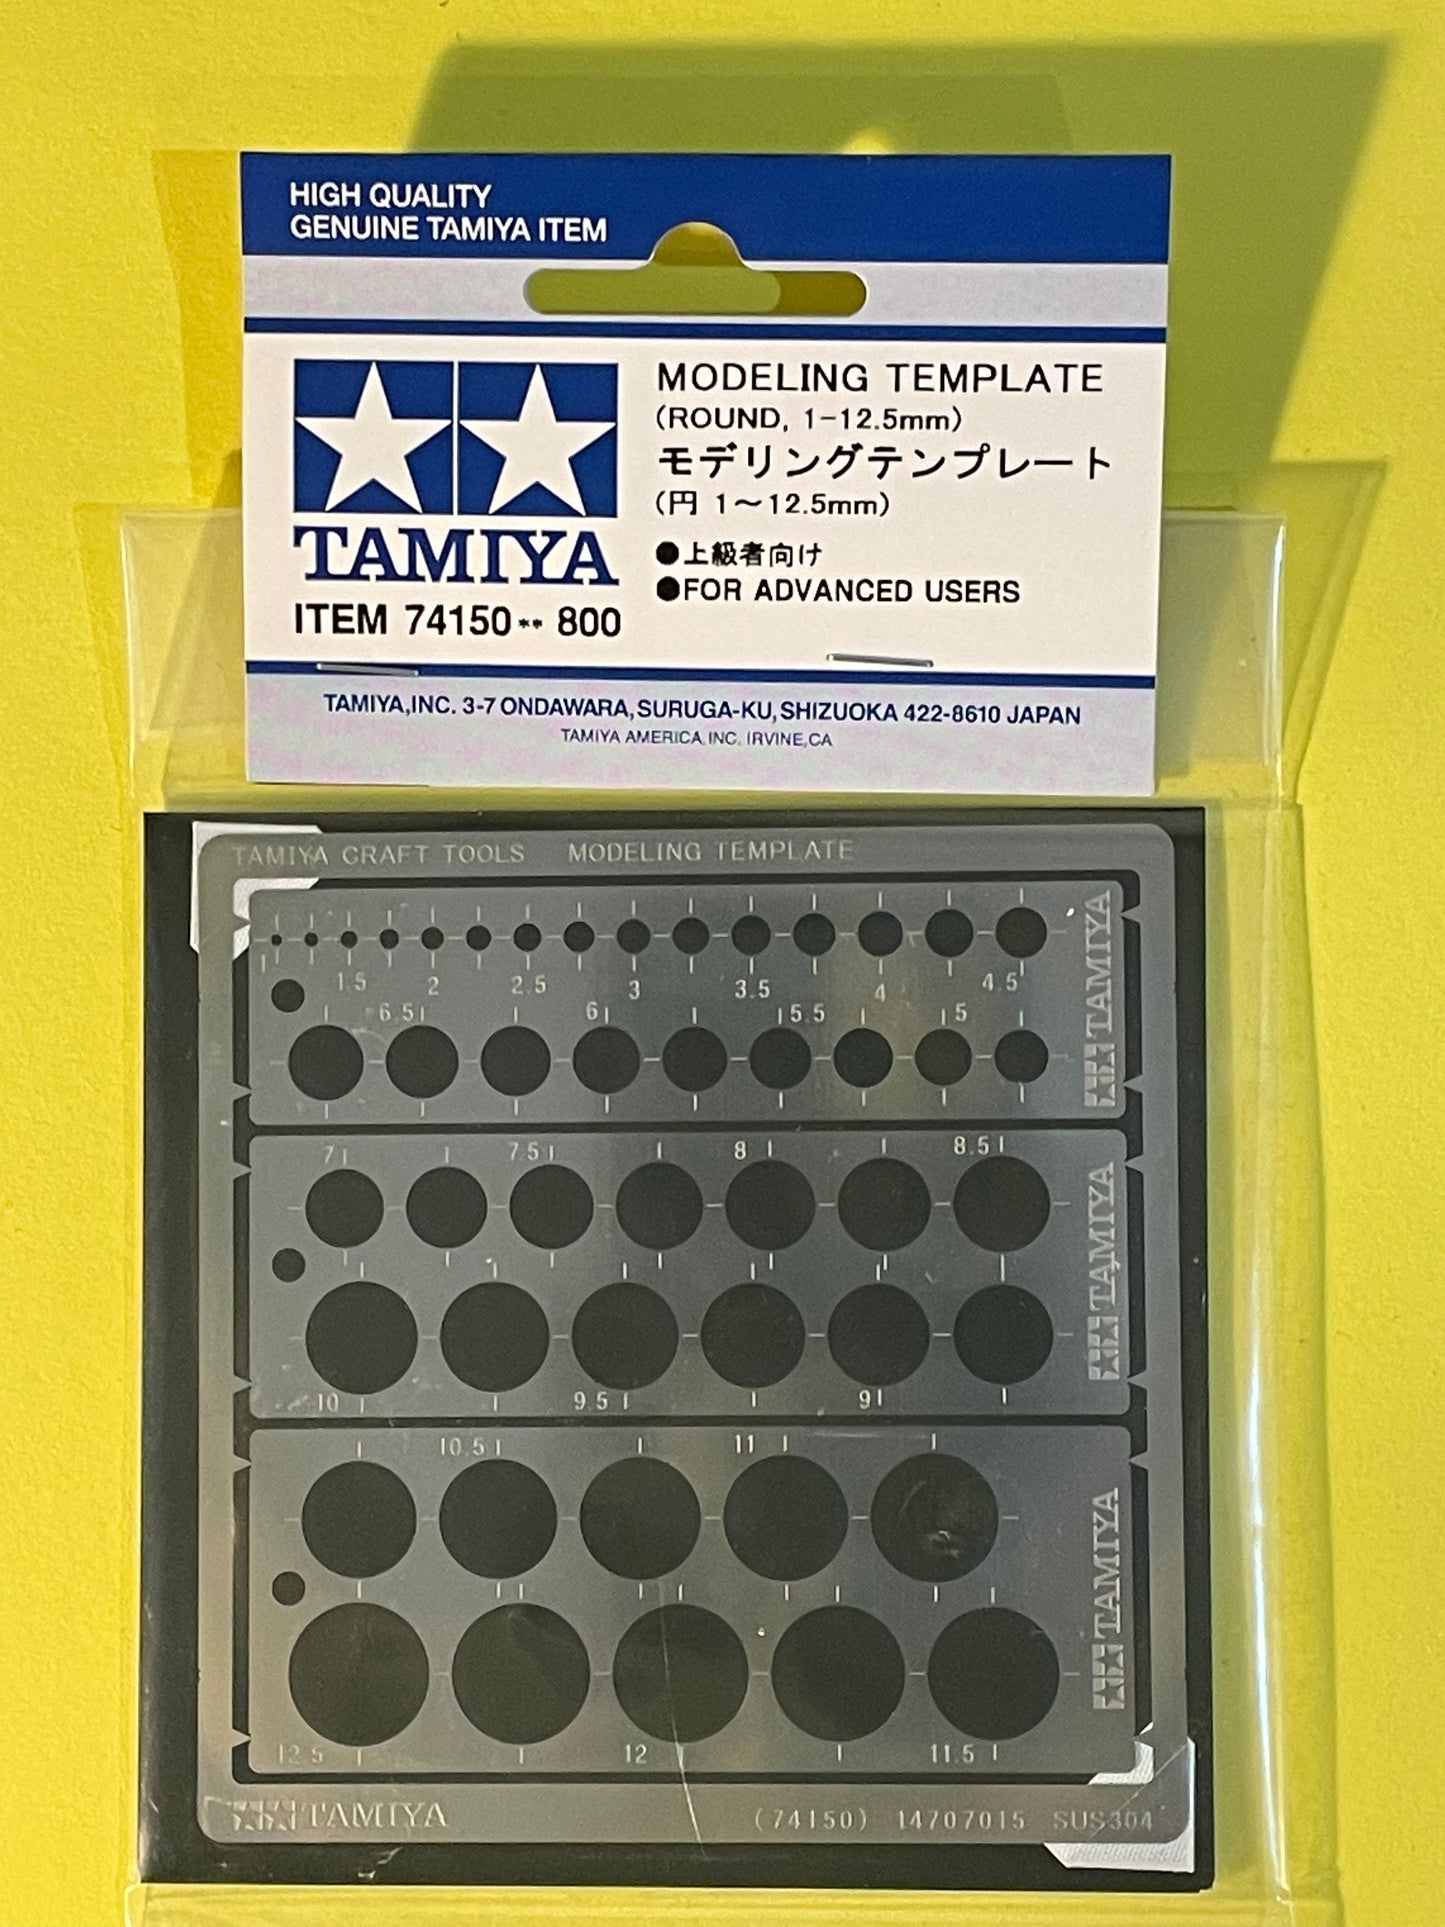 HIGH QUALITY
GENUINE TAMIYA ITEM
MODELING TEMPLATE
(ROUND, 1-12.5mm)
モデリングテンプレート
(円 1〜12.5mm)
●上級者向け
●FOR ADVANCED USERS
TAMIYA
ITEM 74150** 800
TAMIYA,INC. 3-7 ONDAWARA,SURUGA-KU,SHIZUOKA 422-8610 JAPAN
TAMIYA AMERICA,INC. IRVINE,CA
TAMIYA CRAFT TOOLS MODELING TEMPLATE
1 1.5 2 2.5 3 3.5 4 4.5
6.5 6 5.5 5
TAMIYA
7 7.5 8 8.5
10 9.5 9
TAMIYA
10.5 11
12.5 12 11.5
TAMIYA
TAMIYA (74150) 14707015 SUS304